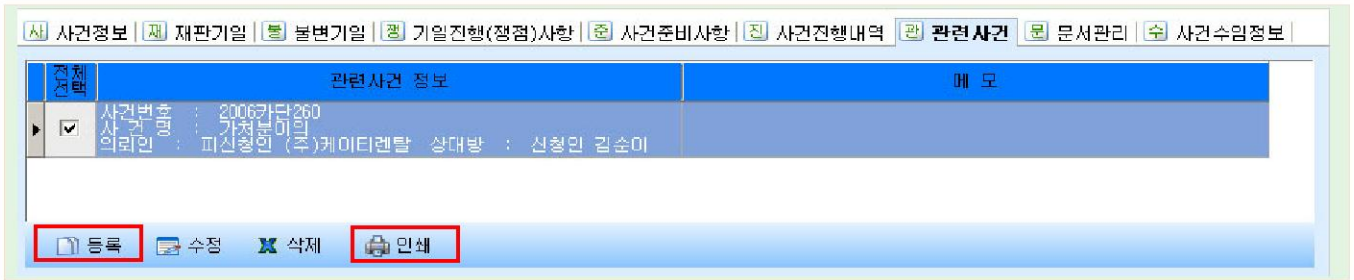 사 사건정보 재 재판기일 불 불변기일 쟁 기일진행(쟁점)사항 준 사건준비사항 진 사건진행내역 관 관련사건 문 문서관리 수 사건수임정보
전체선택 관련사건 정보 메 모
사건번호 : 2006카단260
사 건 명 : 가처분이의
의뢰인 : 피신청인 (주)케이티렌탈 상대방 : 신청인 김순이
등록 수정 삭제 인쇄